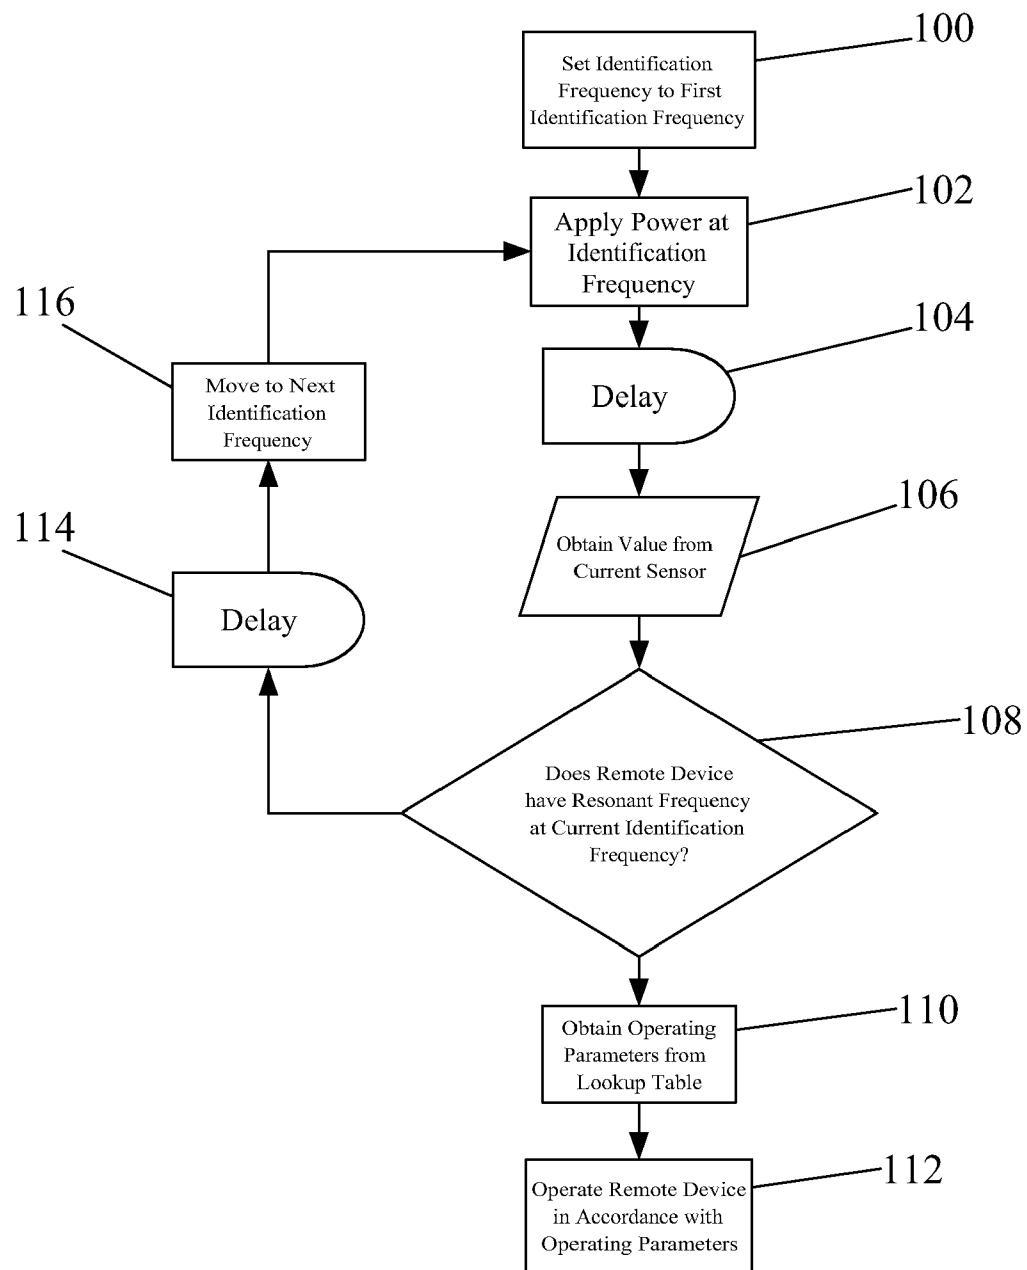 100
Set Identification
Frequency to First
Identification Frequency
102
Apply Power at
Identification
Frequency
116
104
Move to Next
Identification
Frequency
Delay
106
Obtain Value from
Current Sensor
114
Delay
108
Does Remote Device
have Resonant Frequency
at Current Identification
Frequency?
110
Obtain Operating
Parameters from
Lookup Table
112
Operate Remote Device
in Accordance with
Operating Parameters